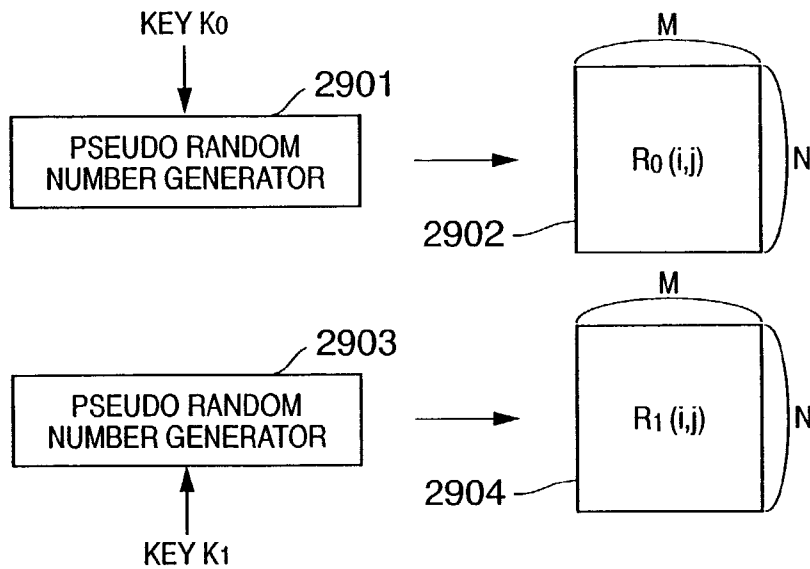 KEY K0
2901
PSEUDO RANDOM
NUMBER GENERATOR
M
R0 (i,j)
N
2902
2903
PSEUDO RANDOM
NUMBER GENERATOR
KEY K1
M
R1 (i,j)
N
2904